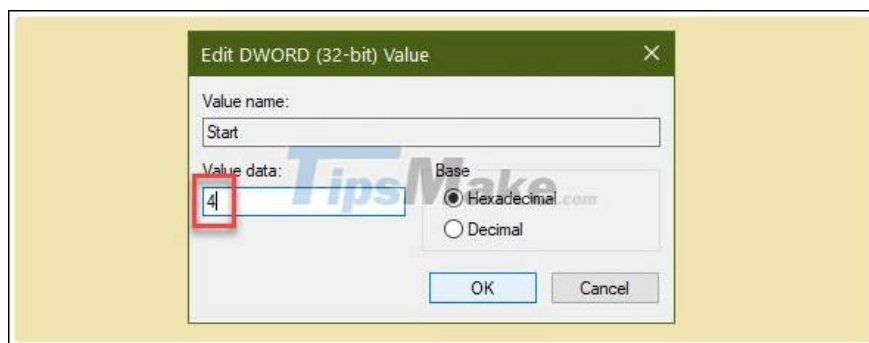 Edit DWORD (32-bit) Value
Value name:
Start
Value data:
4
Base
Hexadecimal
Decimal
OK
Cancel
TipsMake.com